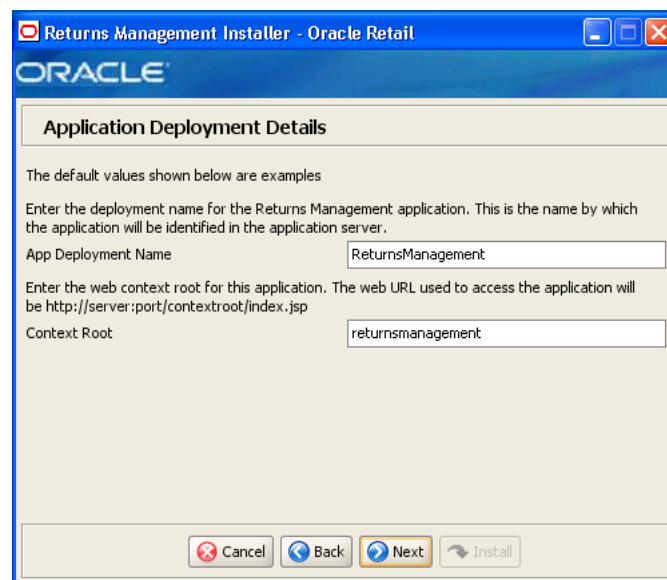 Returns Management Installer - Oracle Retail
ORACLE
Application Deployment Details
The default values shown below are examples
Enter the deployment name for the Returns Management application. This is the name by which
the application will be identified in the application server.
App Deployment Name
ReturnsManagement
Enter the web context root for this application. The web URL used to access the application will
be http://server:port/contextroot/index.jsp
Context Root
returnsmanagement
Cancel
Back
Next
Install